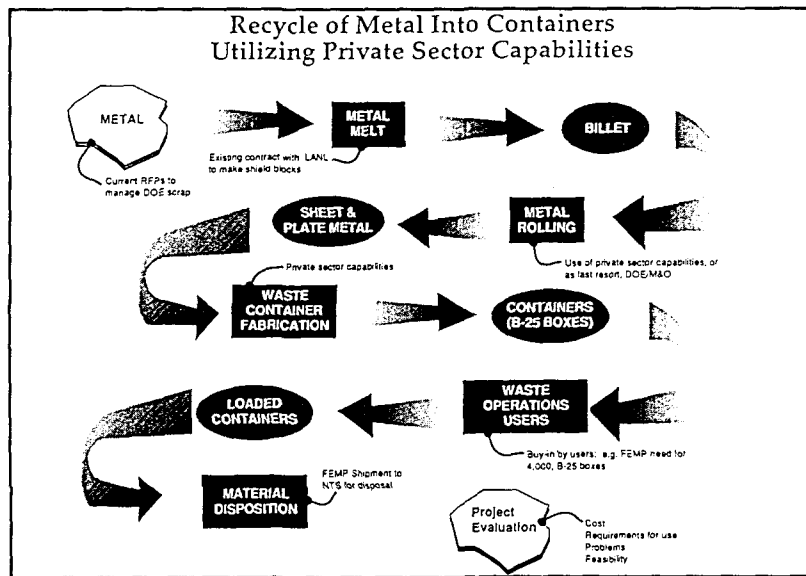 Recycle of Metal Into Containers
Utilizing Private Sector Capabilities
METAL
Current RFPs to
manage DOE scrap
METAL
MELT
Existing contract with LANL
to make shield blocks
BILLET
SHEET &
PLATE METAL
METAL
ROLLING
Use of private sector capabilities, or
as last resort, DOE/M&O
Private sector capabilities
WASTE
CONTAINER
FABRICATION
CONTAINERS
(B-25 BOXES)
LOADED
CONTAINERS
WASTE
OPERATIONS
USERS
Buy-in by users: e.g. FEMP need for
4,000, B-25 boxes
MATERIAL
DISPOSITION
FEMP Shipment to
NTS for disposal
Project
Evaluation
Cost
Requirements for use
Problems
Feasibility